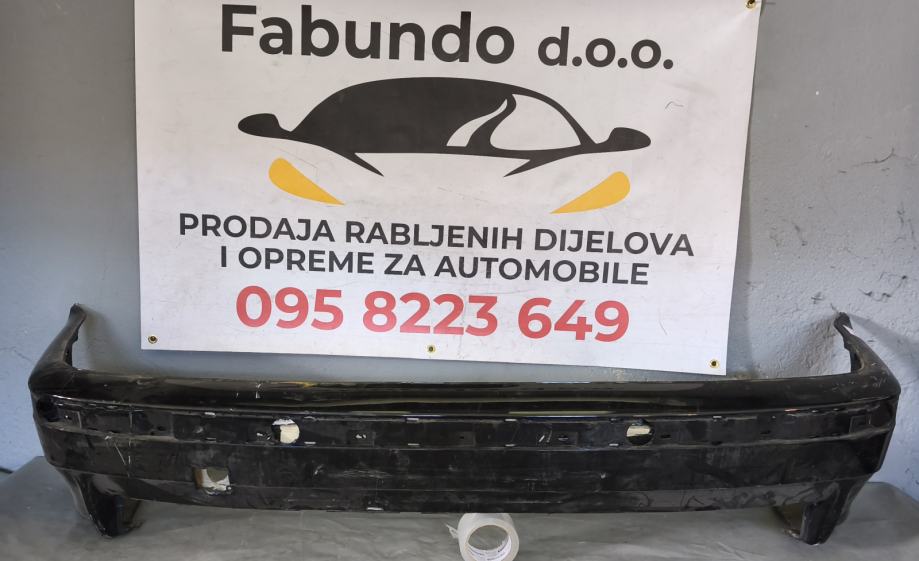 Fabundo d.o.o.
PRODAJA RABLJENIH DIJELOVA
I OPREME ZA AUTOMOBILE
095 8223 649